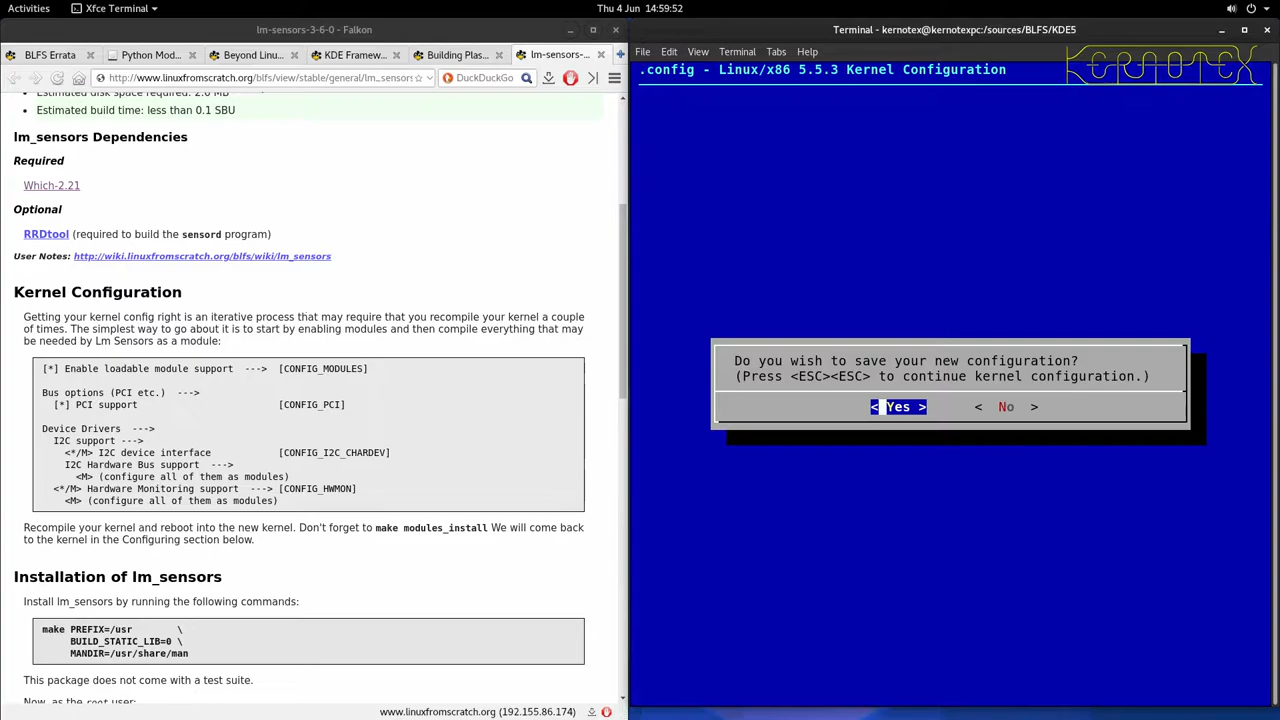 Activities
Xfce Terminal
Thu 4 Jun 14:59:52
lm-sensors-3-6-0 - Falkon
BLFS Errata
Python Mod...
Beyond Linu...
KDE Framew...
Building Plas...
lm-sensors-...
http://www.linuxfromscratch.org/blfs/view/stable/general/lm_sensors
DuckDuckGo
Estimated disk space required: 2.6 MB
Estimated build time: less than 0.1 SBU
lm_sensors Dependencies
Required
Which-2.21
Optional
RRDtool (required to build the sensord program)
User Notes: http://wiki.linuxfromscratch.org/blfs/wiki/lm_sensors
Kernel Configuration
Getting your kernel config right is an iterative process that may require that you recompile your kernel a couple
of times. The simplest way to go about it is to start by enabling modules and then compile everything that may
be needed by Lm Sensors as a module:
[*] Enable loadable module support ---> [CONFIG_MODULES]
Bus options (PCI etc.) --->
[*] PCI support [CONFIG_PCI]
Device Drivers --->
I2C support --->
<*/M> I2C device interface [CONFIG_I2C_CHARDEV]
I2C Hardware Bus support --->
<M> (configure all of them as modules)
<*/M> Hardware Monitoring support ---> [CONFIG_HWMON]
<M> (configure all of them as modules)
Recompile your kernel and reboot into the new kernel. Don't forget to make modules_install We will come back
to the kernel in the Configuring section below.
Installation of lm_sensors
Install lm_sensors by running the following commands:
make PREFIX=/usr \
BUILD_STATIC_LIB=0 \
MANDIR=/usr/share/man
This package does not come with a test suite.
Now, as the root user:
www.linuxfromscratch.org (192.155.86.174)
Terminal - kernotex@kernotexpc:/sources/BLFS/KDE5
File Edit View Terminal Tabs Help
KERNOTEX
.config - Linux/x86 5.5.3 Kernel Configuration
Do you wish to save your new configuration?
(Press <ESC><ESC> to continue kernel configuration.)
< Yes > < No >